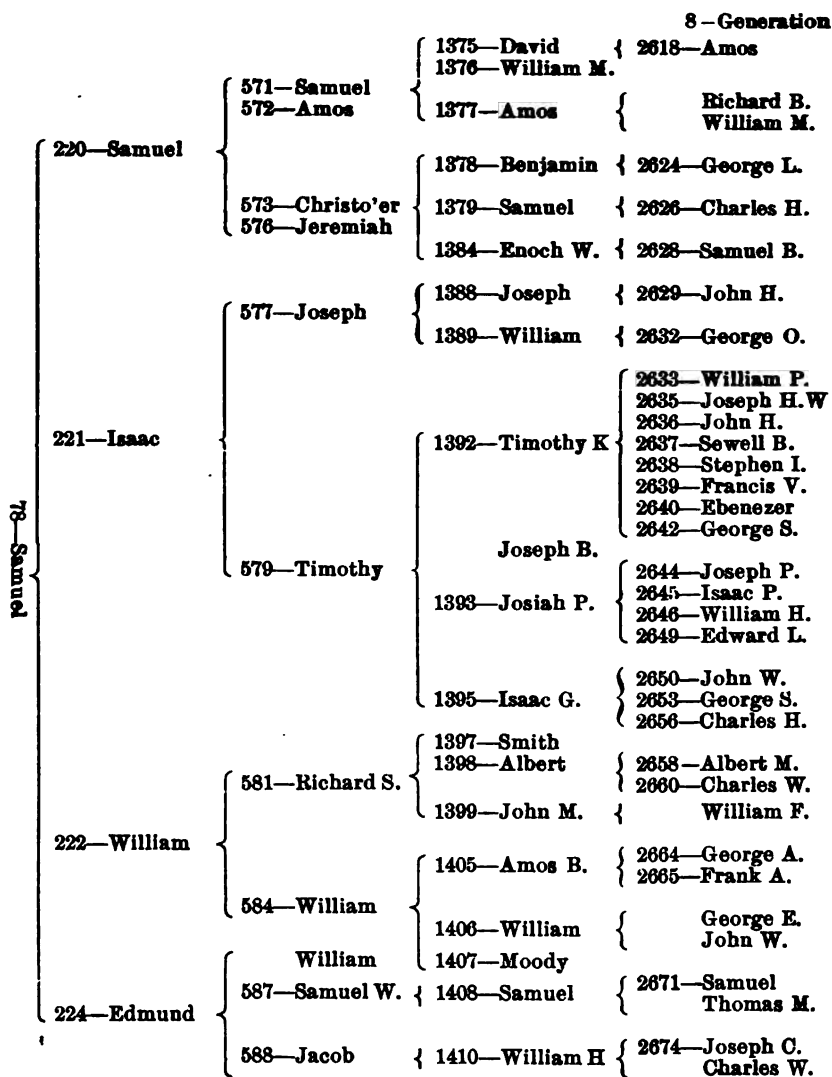 8–Generation
1375—David 2618—Amos
1376—William M.
571—Samuel
572—Amos 1377—Amos Richard B.
William M.
220—Samuel 1378—Benjamin 2624—George L.
573—Christo'er 1379—Samuel 2626—Charles H.
576—Jeremiah
1384—Enoch W. 2628—Samuel B.
577—Joseph 1388—Joseph 2629—John H.
1389—William 2632—George O.
2633—William P.
2635—Joseph H.W
2636—John H.
221—Isaac 1392—Timothy K 2637—Sewell B.
2638—Stephen I.
2639—Francis V.
2640—Ebenezer
2642—George S.
Joseph B.
78—Samuel
579—Timothy 2644—Joseph P.
2645—Isaac P.
1393—Josiah P. 2646—William H.
2649—Edward L.
2650—John W.
1395—Isaac G. 2653—George S.
2656—Charles H.
1397—Smith
581—Richard S. 1398—Albert 2658–Albert M.
2660—Charles W.
1399—John M. William F.
222—William
1405—Amos B. 2664—George A.
2665—Frank A.
584—William
1406—William George E.
John W.
William 1407—Moody
224—Edmund 587—Samuel W. 1408—Samuel 2671—Samuel
Thomas M.
588—Jacob 1410—William H 2674—Joseph C.
Charles W.